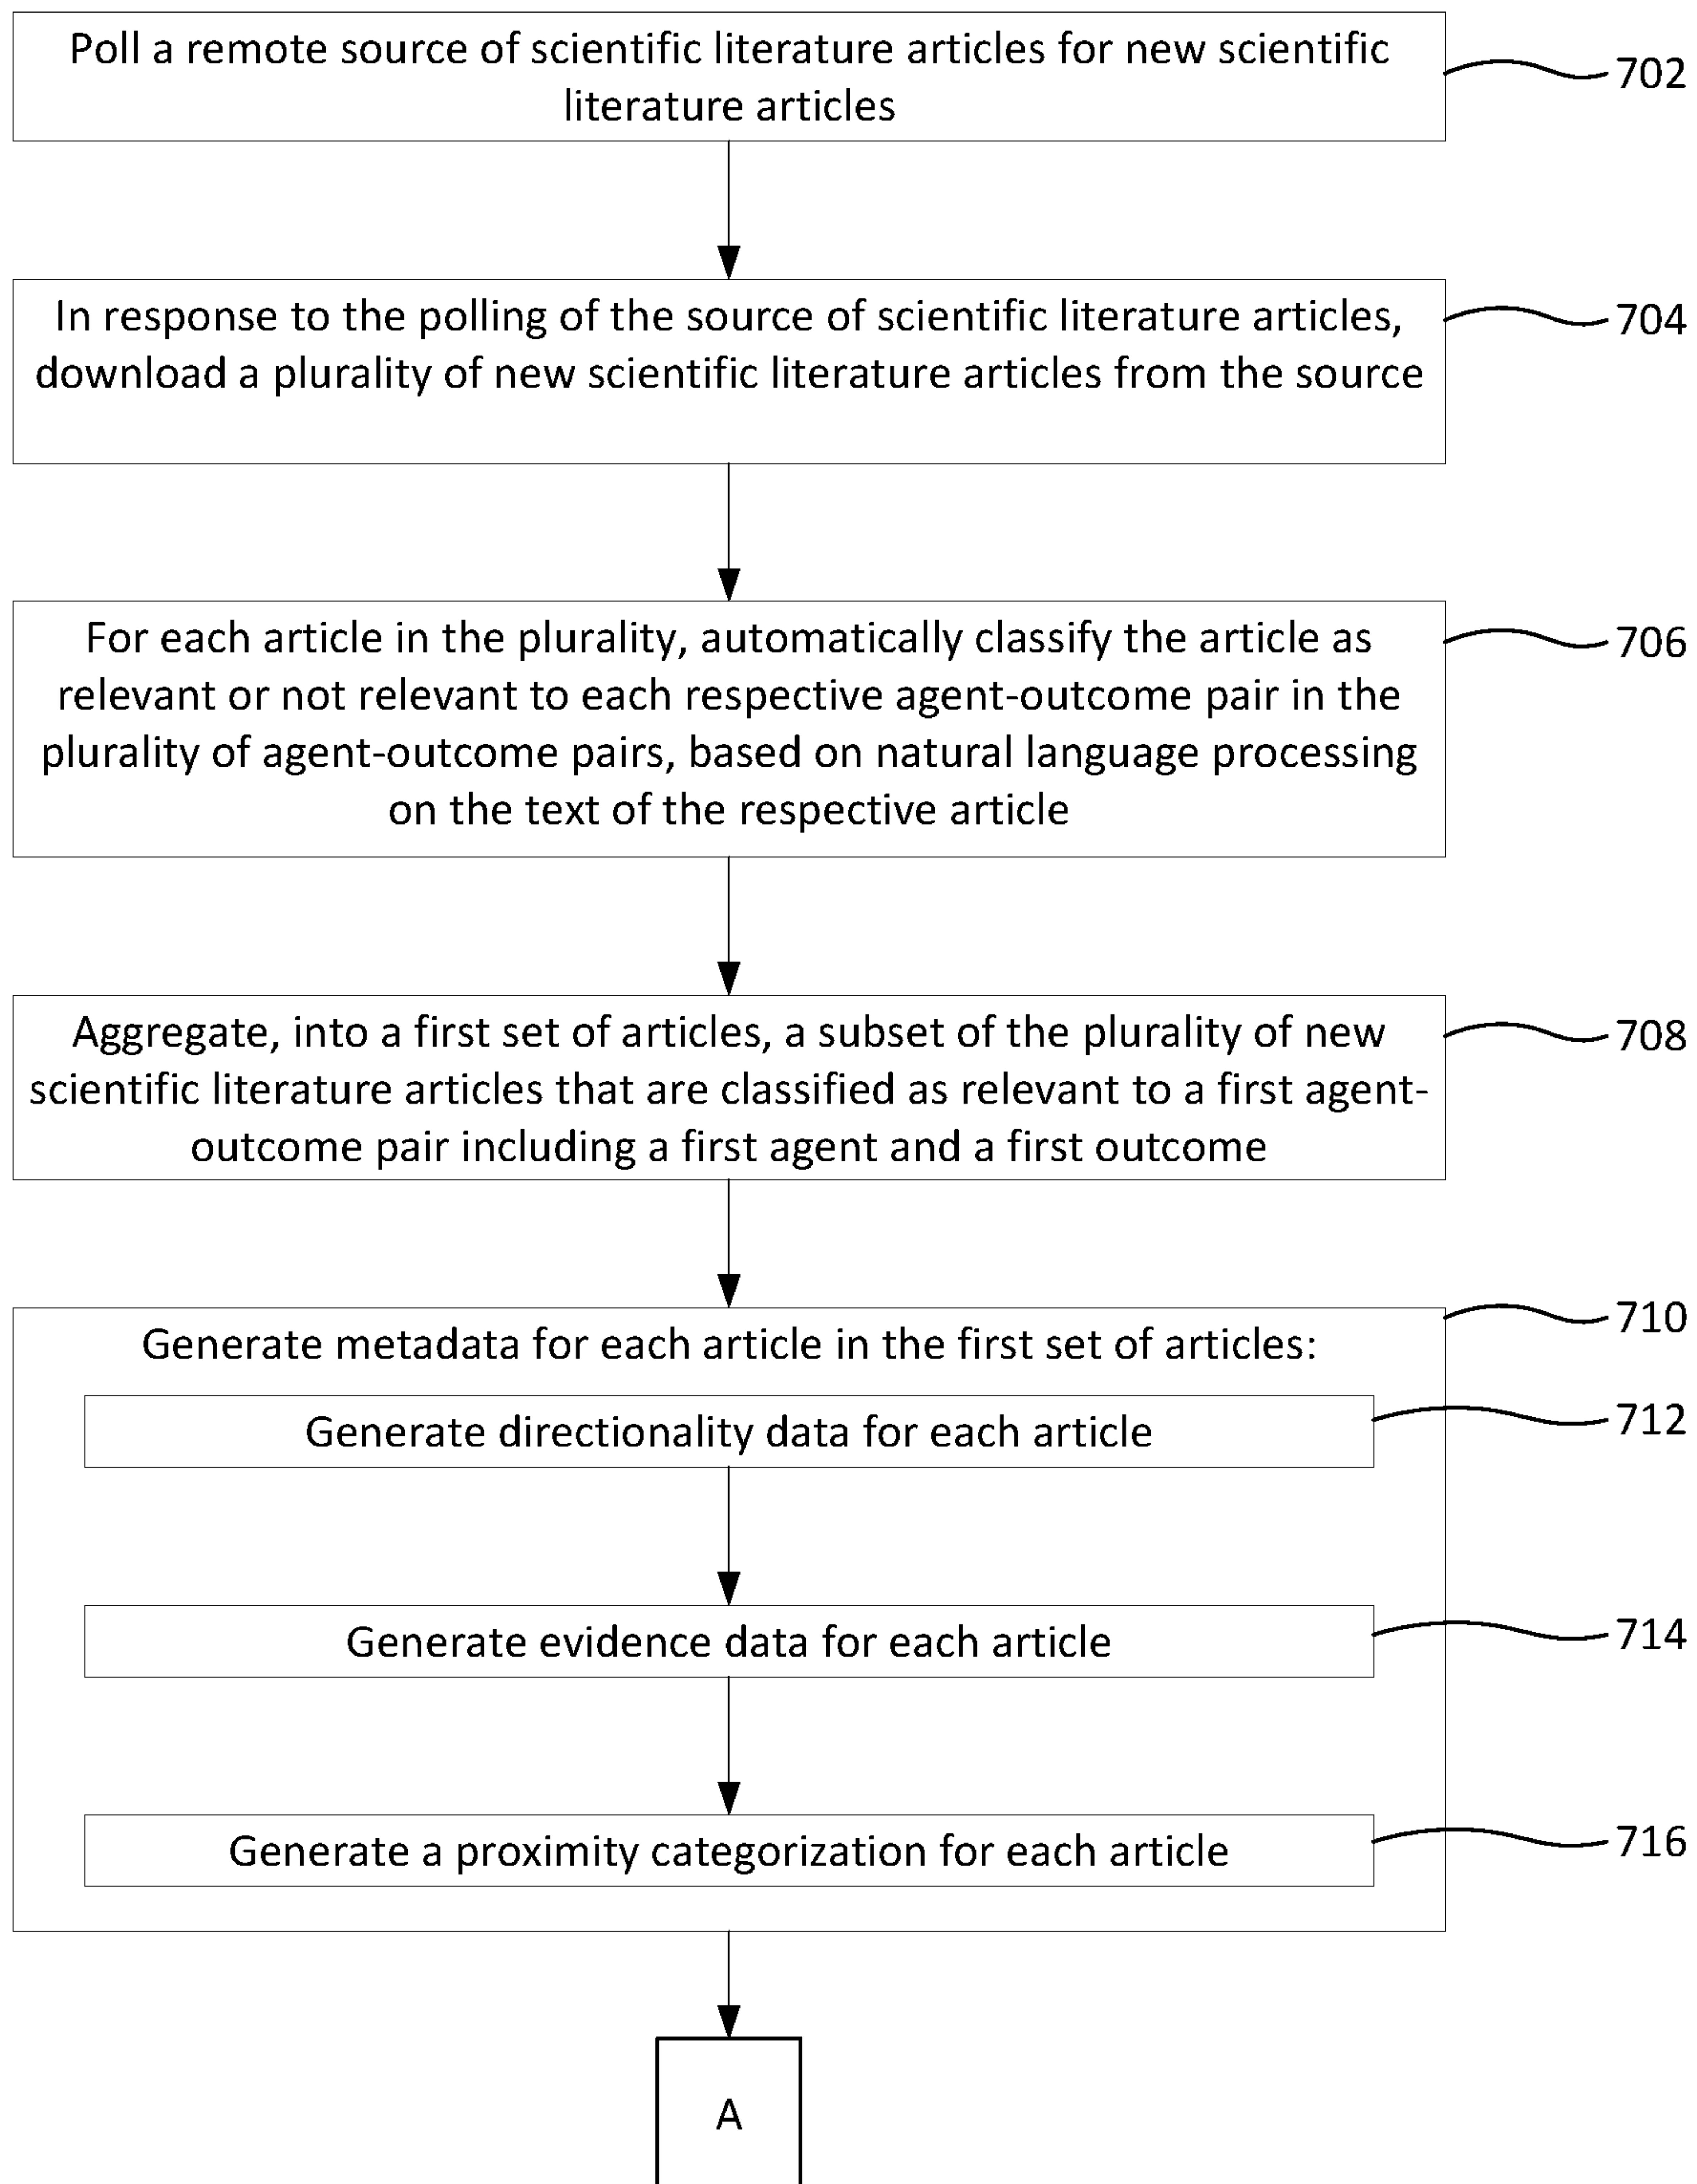 Poll a remote source of scientific literature articles for new scientific
literature articles
702
In response to the polling of the source of scientific literature articles,
download a plurality of new scientific literature articles from the source
704
For each article in the plurality, automatically classify the article as
relevant or not relevant to each respective agent-outcome pair in the
plurality of agent-outcome pairs, based on natural language processing
on the text of the respective article
706
Aggregate, into a first set of articles, a subset of the plurality of new
scientific literature articles that are classified as relevant to a first agent-
outcome pair including a first agent and a first outcome
708
Generate metadata for each article in the first set of articles:
710
Generate directionality data for each article
712
Generate evidence data for each article
714
Generate a proximity categorization for each article
716
A